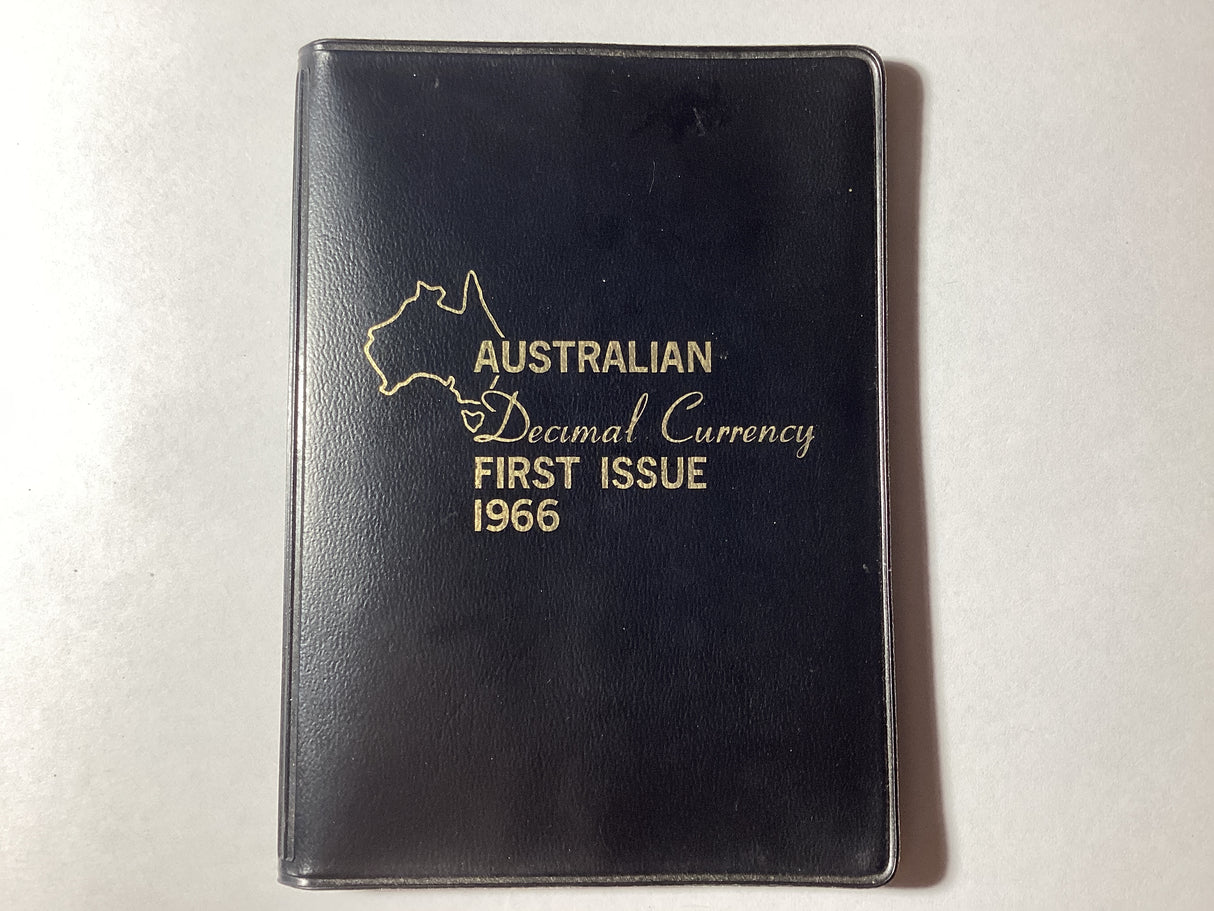 AUSTRALIAN
Decimal Currency
FIRST ISSUE
1966